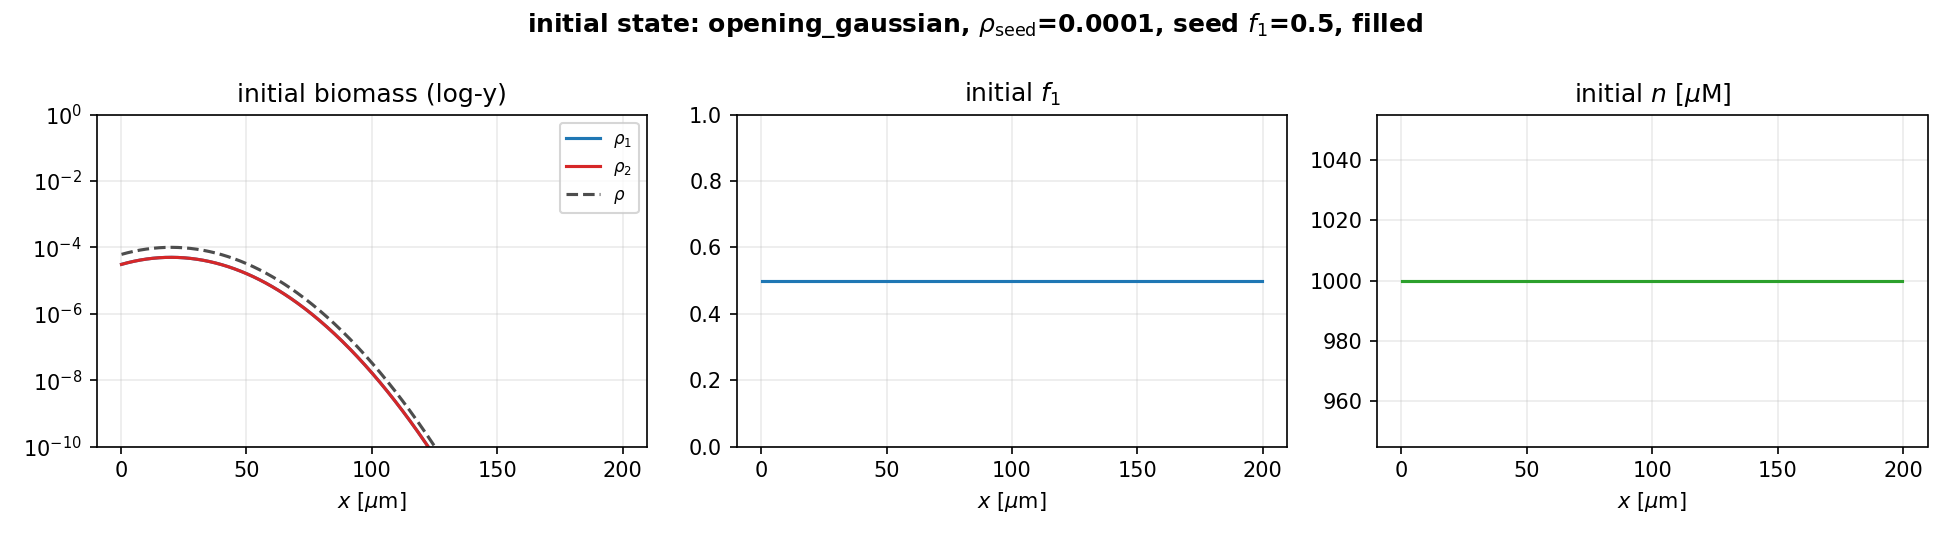 initial state: opening_gaussian, ρseed=0.0001, seed f1=0.5, filled
initial biomass (log-y)
10^0
10^-2
10^-4
10^-6
10^-8
10^-10
0 50 100 150 200
x [μm]
ρ1
ρ2
ρ
initial f1
1.0
0.8
0.6
0.4
0.2
0.0
0 50 100 150 200
x [μm]
initial n [μM]
1040
1020
1000
980
960
0 50 100 150 200
x [μm]